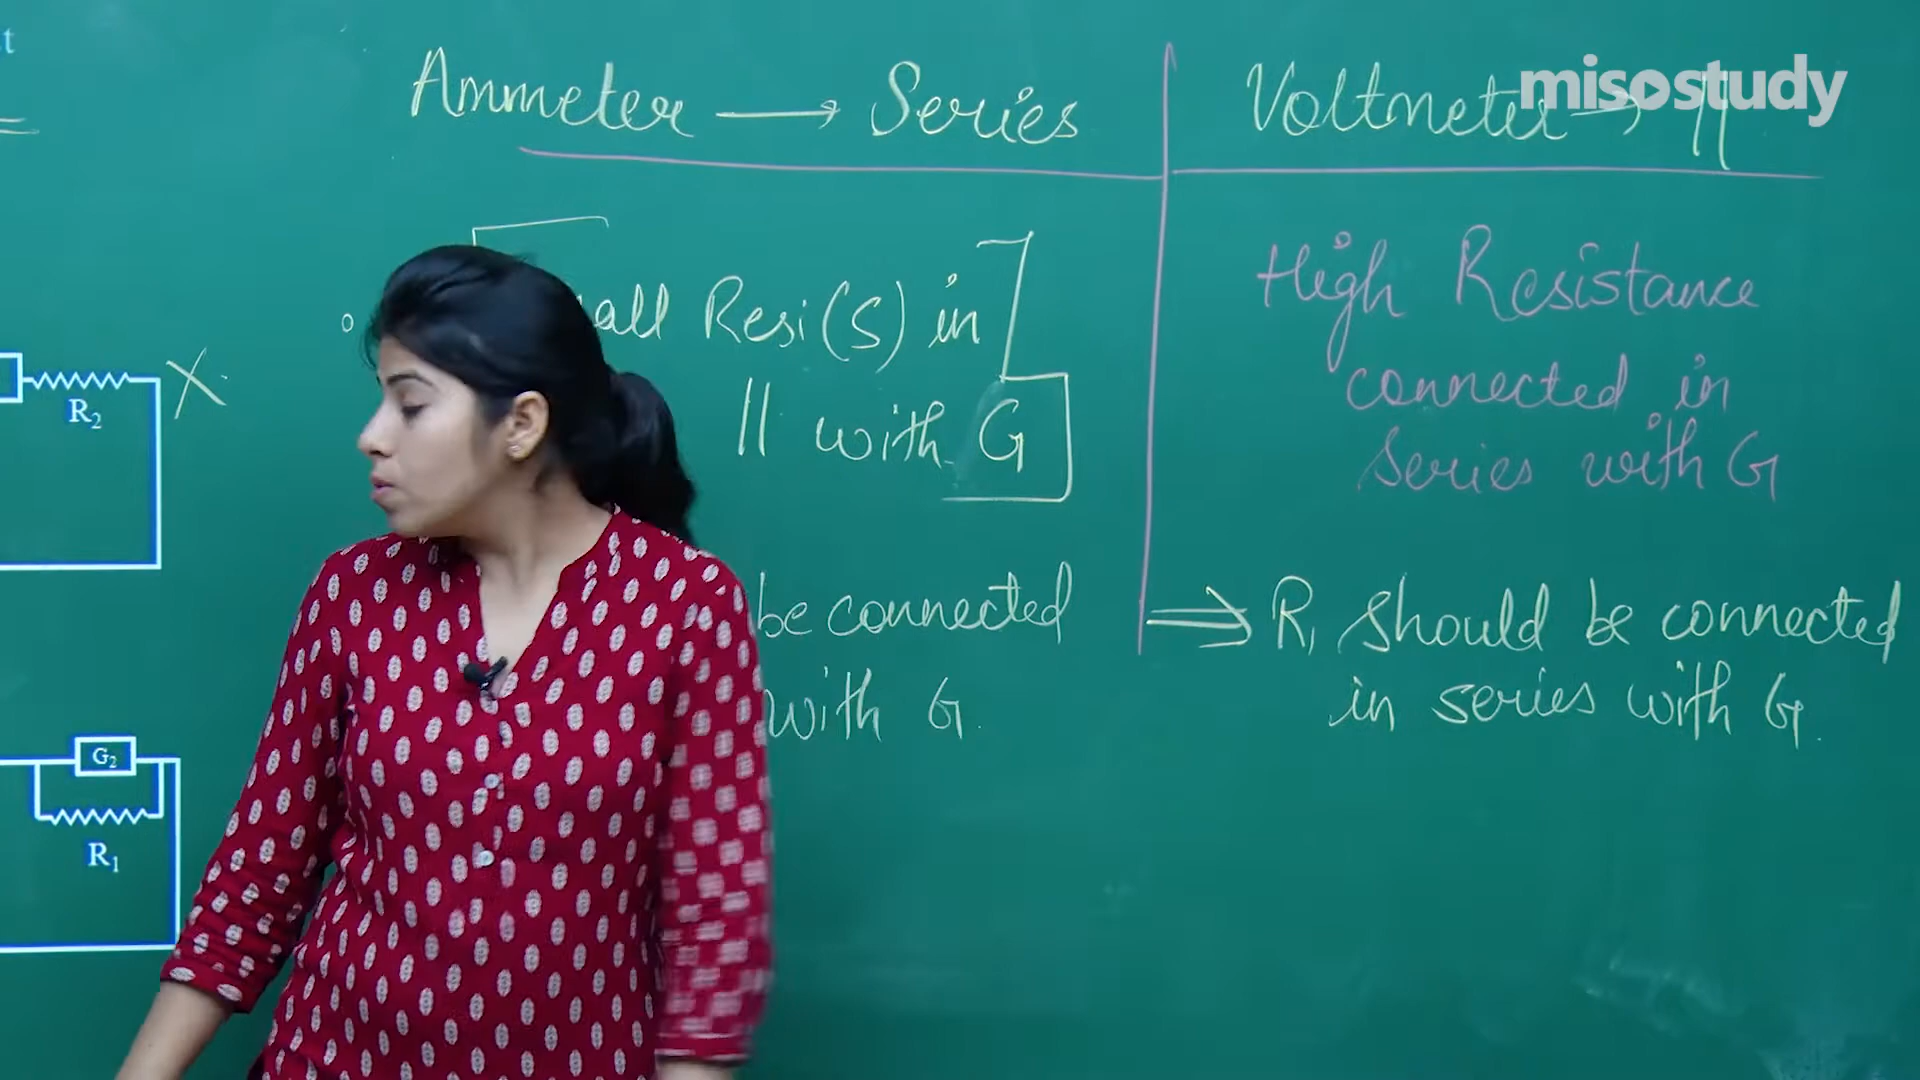 t
misostudy
Ammeter → Series
Voltmeter → ||
all Resi(S) in
|| with G
High Resistance
connected in
series with G
R2
X
be connected
with G.
⇒ R1 should be connected
in series with G.
G2
R1